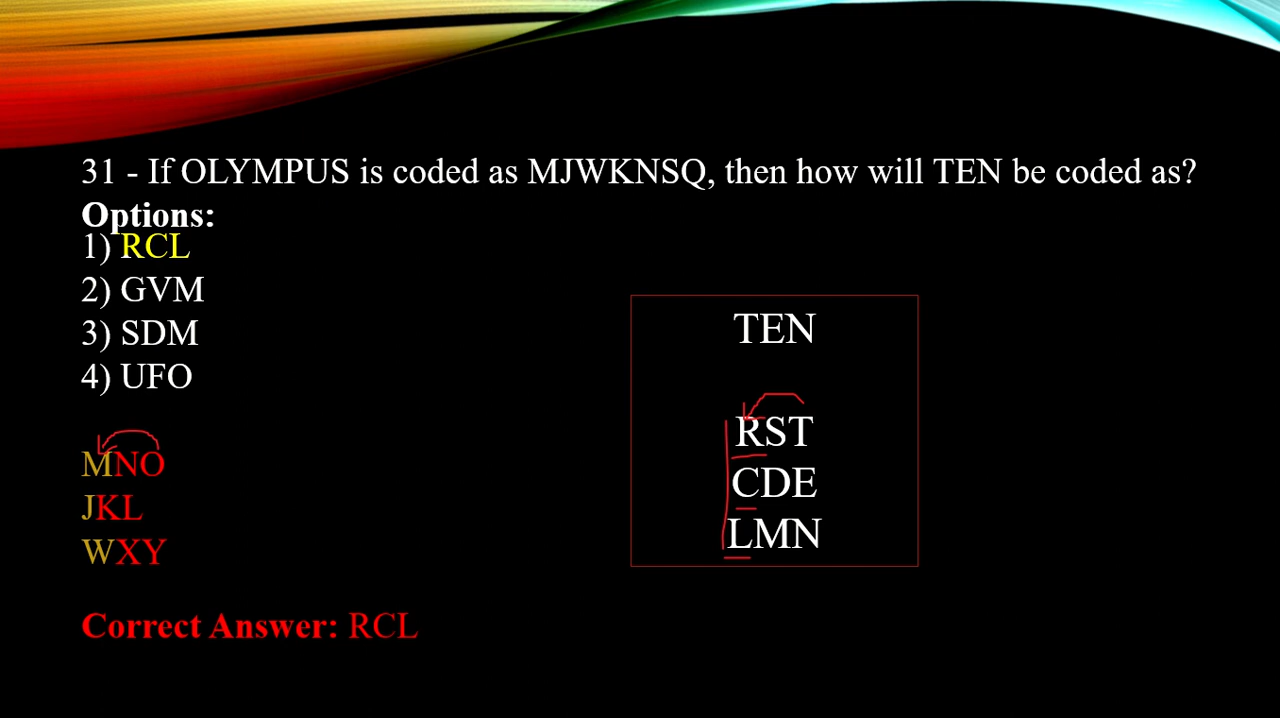 31 - If OLYMPUS is coded as MJWKNSQ, then how will TEN be coded as?
Options:
1) RCL
2) GVM
3) SDM
4) UFO
MNO
JKL
WXY
TEN
RST
CDE
LMN
Correct Answer: RCL